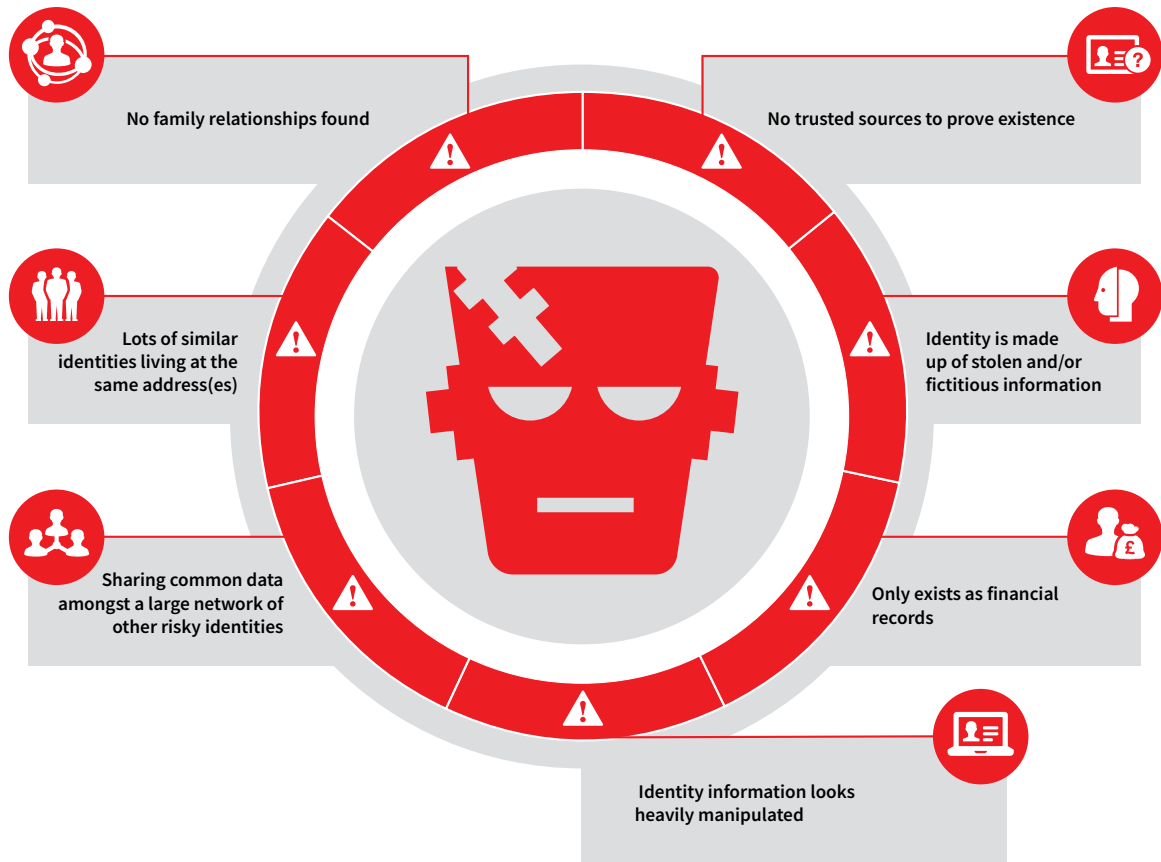 No family relationships found
No trusted sources to prove existence
?
Lots of similar
identities living at the
same address(es)
Identity is made
up of stolen and/or
fictitious information
Sharing common data
amongst a large network of
other risky identities
Only exists as financial
records
£
Identity information looks
heavily manipulated